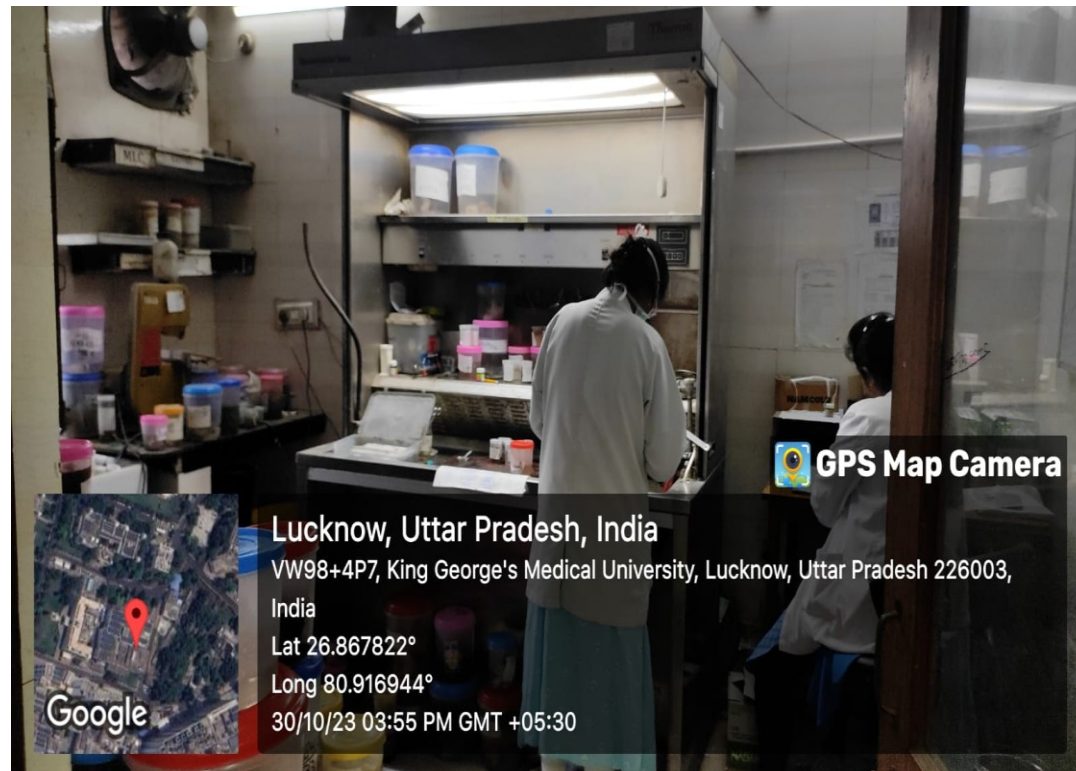 MLC
GPS Map Camera
Lucknow, Uttar Pradesh, India
VW98+4P7, King George's Medical University, Lucknow, Uttar Pradesh 226003,
India
Lat 26.867822°
Long 80.916944°
30/10/23 03:55 PM GMT +05:30
Google